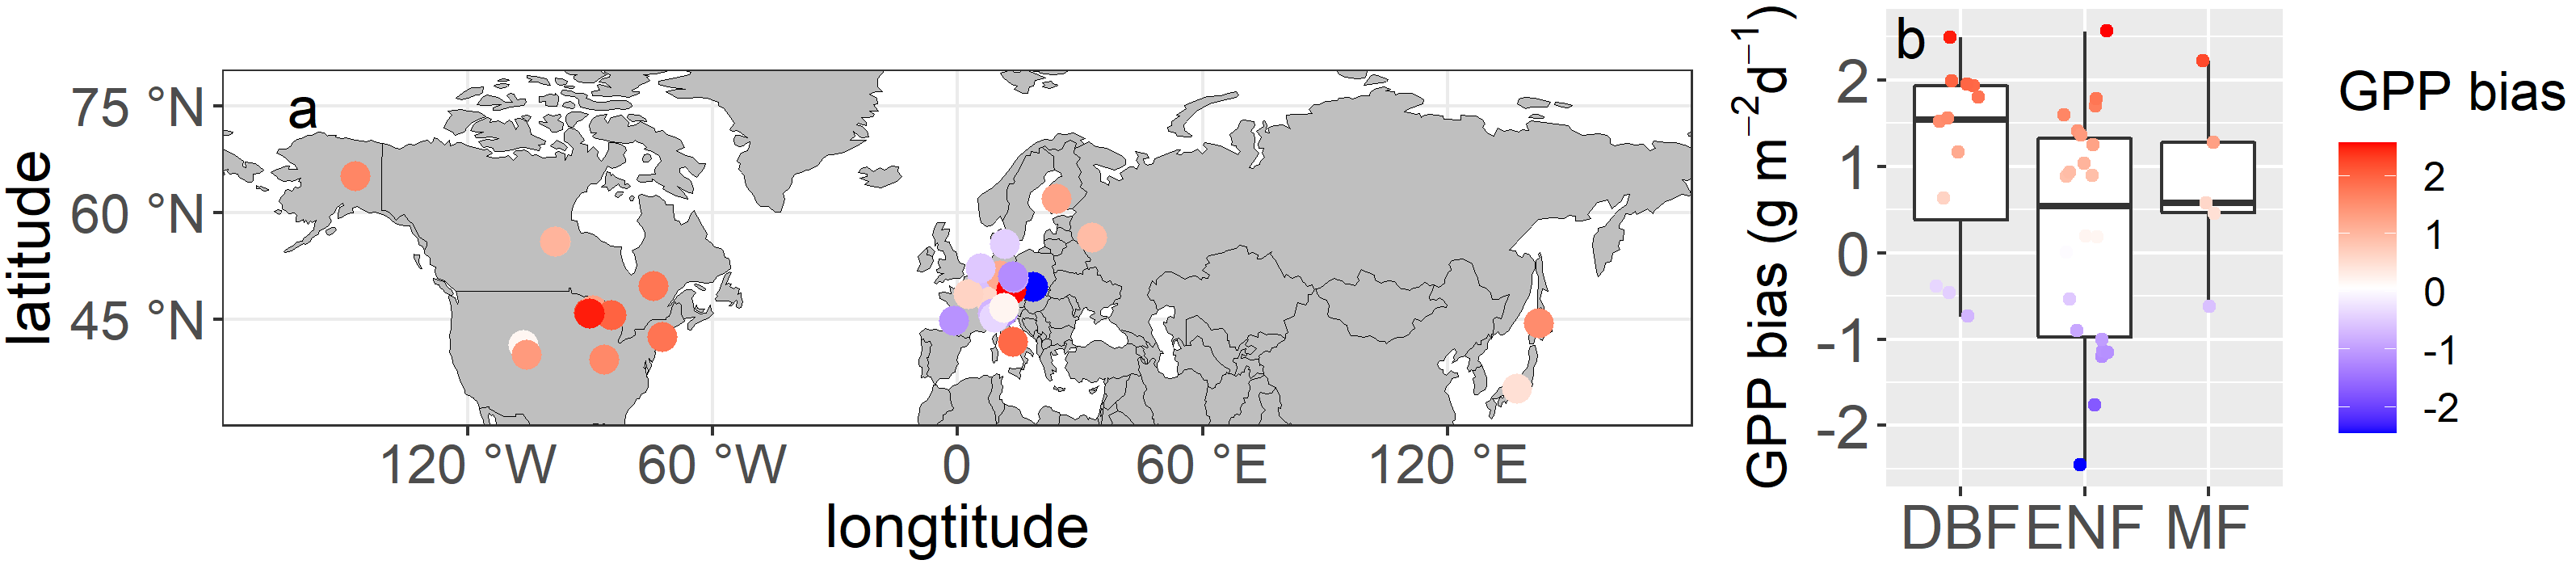 a
75 °N
60 °N
45 °N
latitude
120 °W
60 °W
0
60 °E
120 °E
longtitude
b
2
1
0
-1
-2
GPP bias (g m⁻²d⁻¹)
DBF
ENF
MF
GPP bias
2
1
0
-1
-2